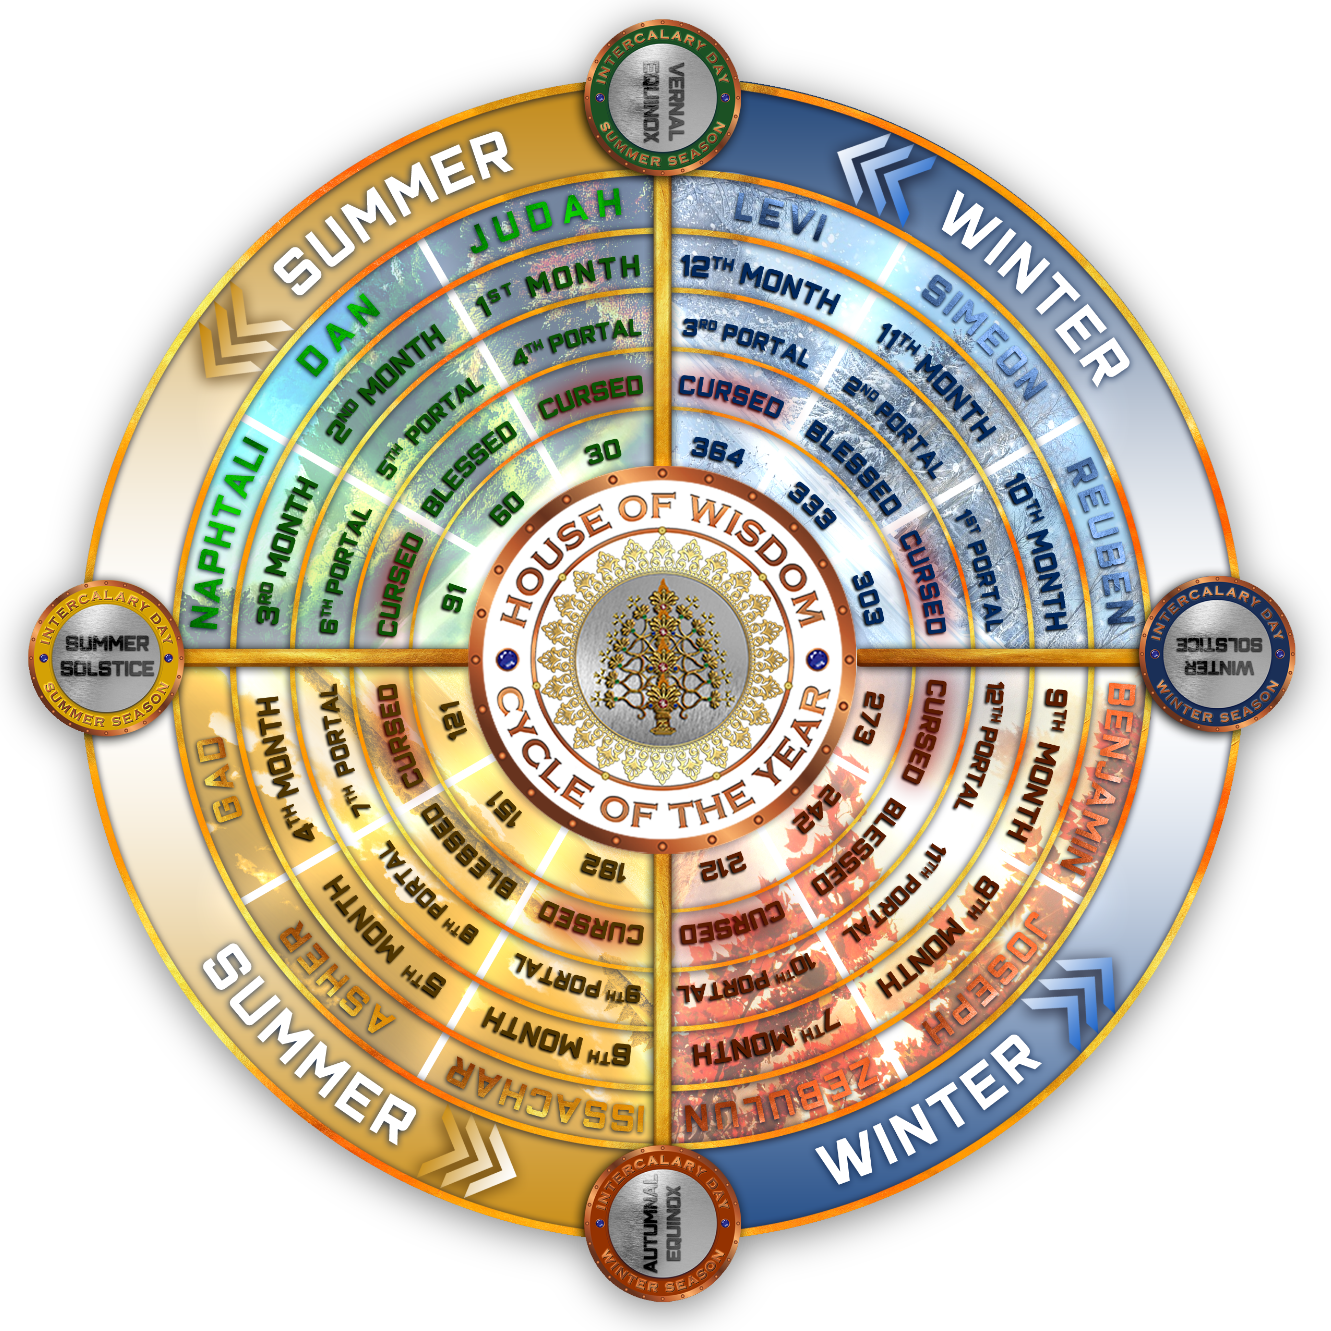 INTERCALARY DAY
VERNAL
EQUINOX
SUMMER SEASON
SUMMER
WINTER
JUDAH
1ST MONTH
4TH PORTAL
CURSED
30
DAN
2ND MONTH
5TH PORTAL
BLESSED
60
NAPHTALI
3RD MONTH
6TH PORTAL
CURSED
91
INTERCALARY DAY
SUMMER
SOLSTICE
SUMMER SEASON
GAD
4TH MONTH
7TH PORTAL
CURSED
121
ASHER
5TH MONTH
8TH PORTAL
BLESSED
151
ISSACHAR
6TH MONTH
9TH PORTAL
CURSED
182
SUMMER
INTERCALARY DAY
AUTUMNAL
EQUINOX
WINTER SEASON
ZEBULUN
7TH MONTH
10TH PORTAL
CURSED
212
JOSEPH
8TH MONTH
11TH PORTAL
BLESSED
242
BENJAMIN
9TH MONTH
12TH PORTAL
CURSED
273
WINTER
INTERCALARY DAY
WINTER
SOLSTICE
WINTER SEASON
REUBEN
10TH MONTH
1ST PORTAL
CURSED
303
SIMEON
11TH MONTH
2ND PORTAL
BLESSED
333
LEVI
12TH MONTH
3RD PORTAL
CURSED
364
HOUSE OF WISDOM
CYCLE OF THE YEAR